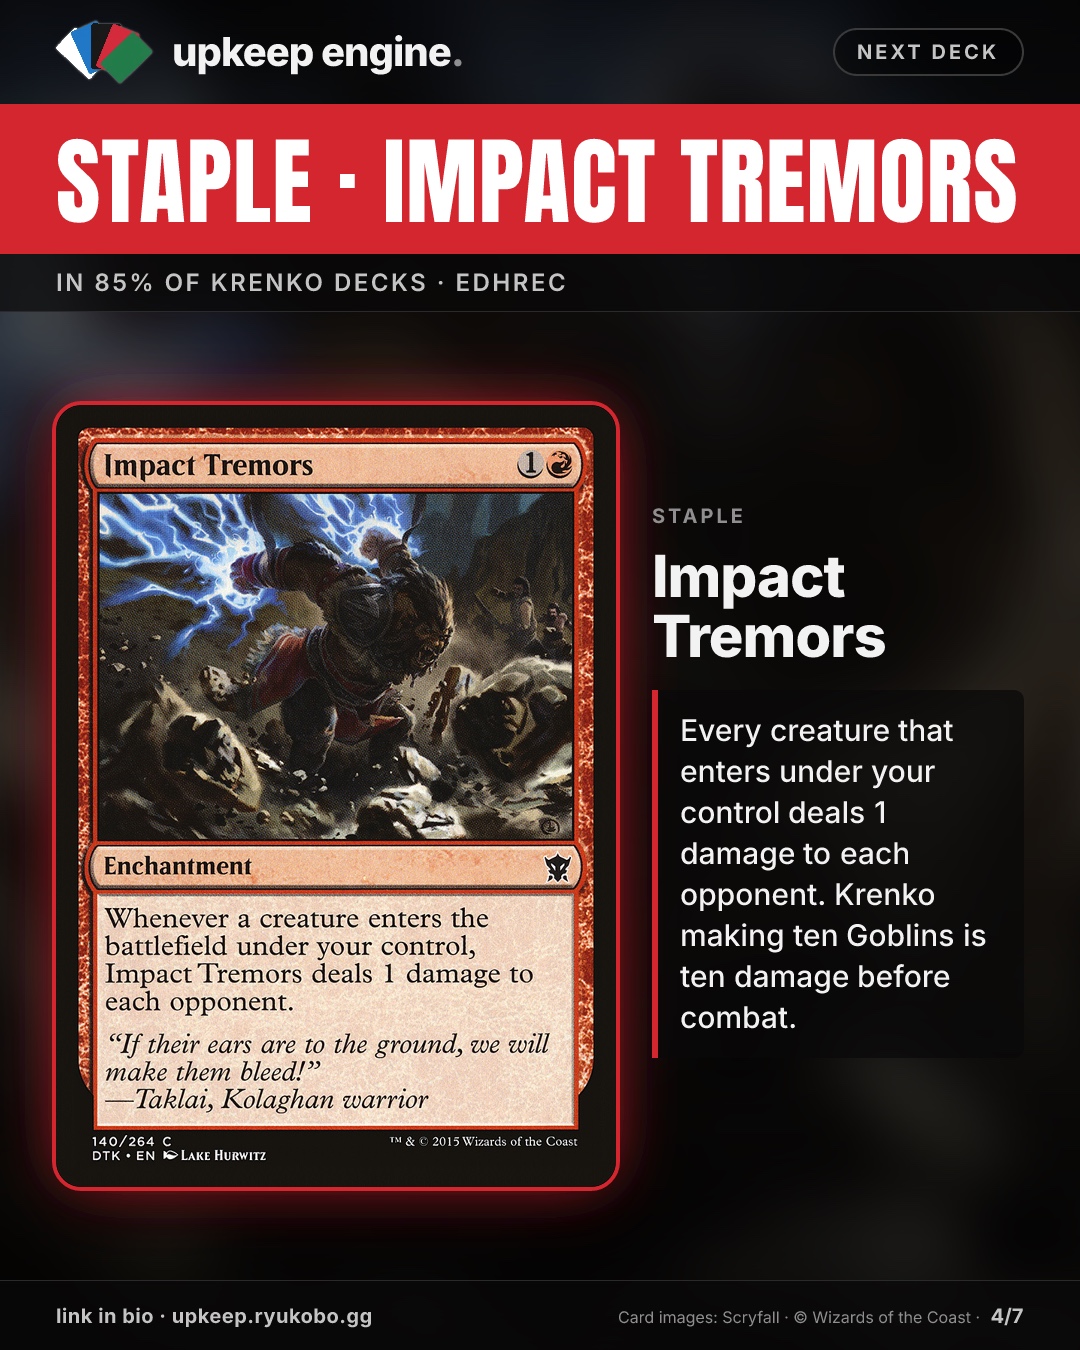 upkeep engine.
NEXT DECK
STAPLE · IMPACT TREMORS
IN 85% OF KRENKO DECKS · EDHREC
Impact Tremors
1
Enchantment
Whenever a creature enters the
battlefield under your control,
Impact Tremors deals 1 damage to
each opponent.
“If their ears are to the ground, we will
make them bleed!”
—Taklai, Kolaghan warrior
140/264 C
DTK • EN LAKE HURWITZ
™ & © 2015 Wizards of the Coast
STAPLE
Impact
Tremors
Every creature that
enters under your
control deals 1
damage to each
opponent. Krenko
making ten Goblins is
ten damage before
combat.
link in bio · upkeep.ryukobo.gg
Card images: Scryfall · © Wizards of the Coast · 4/7